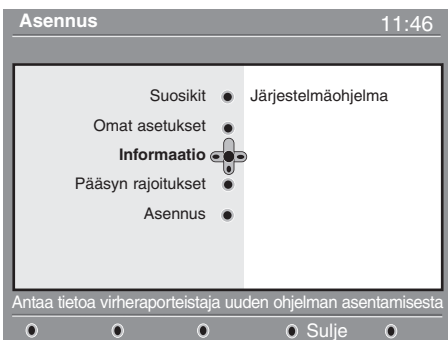 Asennus 11:46
Suosikit Järjestelmäohjelma
Omat asetukset
Informaatio
Pääsyn rajoitukset
Asennus
Antaa tietoa virheraporteistaja uuden ohjelman asentamisesta
Sulje